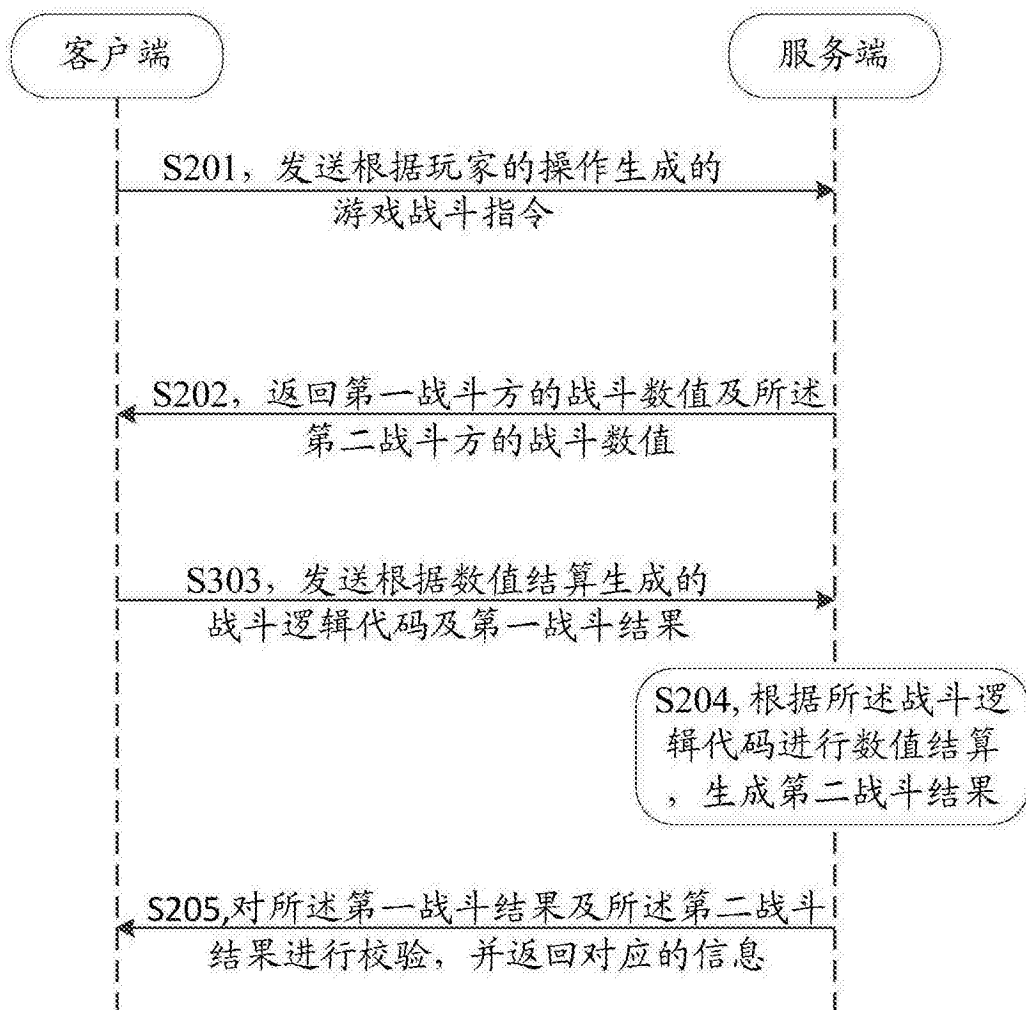 客户端
服务端
S201，发送根据玩家的操作生成的
游戏战斗指令
S202，返回第一战斗方的战斗数值及所述
第二战斗方的战斗数值
S303，发送根据数值结算生成的
战斗逻辑代码及第一战斗结果
S204,根据所述战斗逻
辑代码进行数值结算
，生成第二战斗结果
S205,对所述第一战斗结果及所述第二战斗
结果进行校验，并返回对应的信息